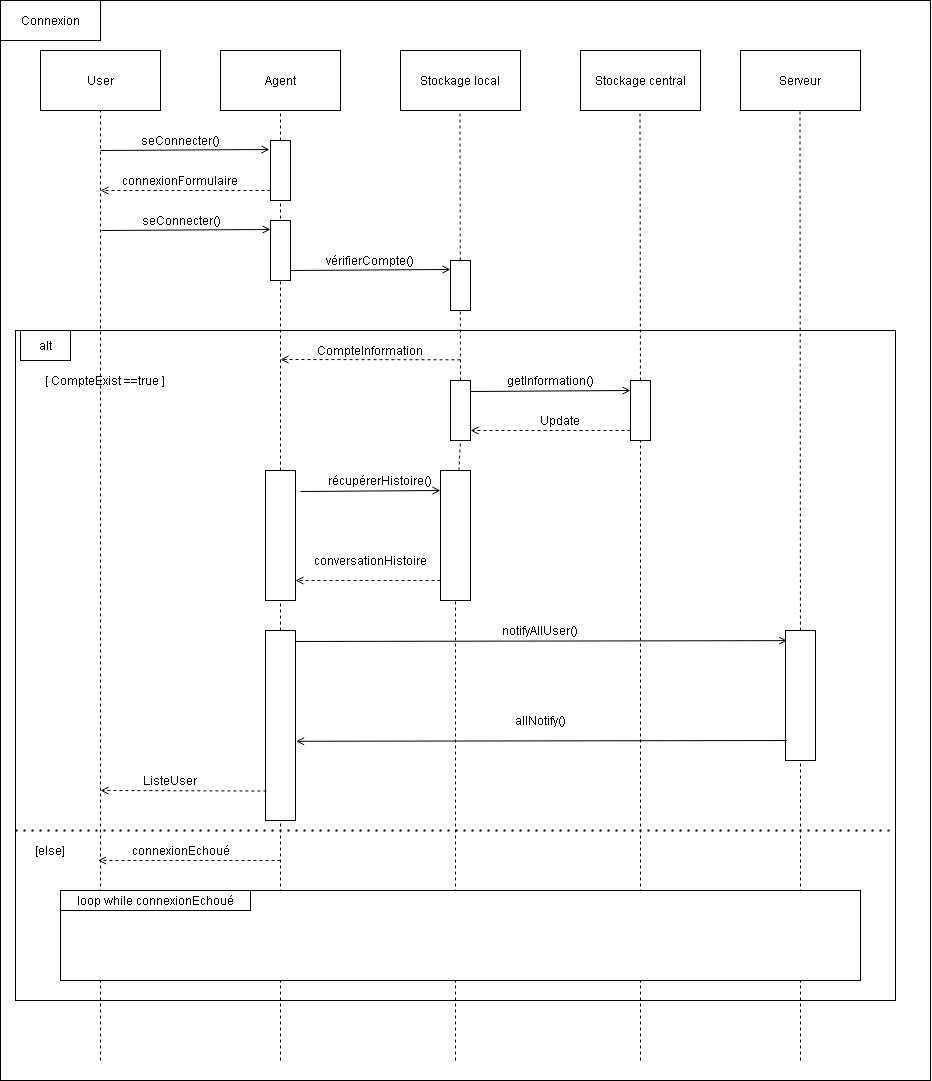 Connexion
User
Agent
Stockage local
Stockage central
Serveur
seConnecter()
connexionFormulaire
seConnecter()
vérifierCompte()
alt
CompteInformation
[ CompteExist ==true ]
getInformation()
Update
récupérerHistoire()
conversationHistoire
notifyAllUser()
allNotify()
ListeUser
[else]
connexionEchoué
loop while connexionEchoué